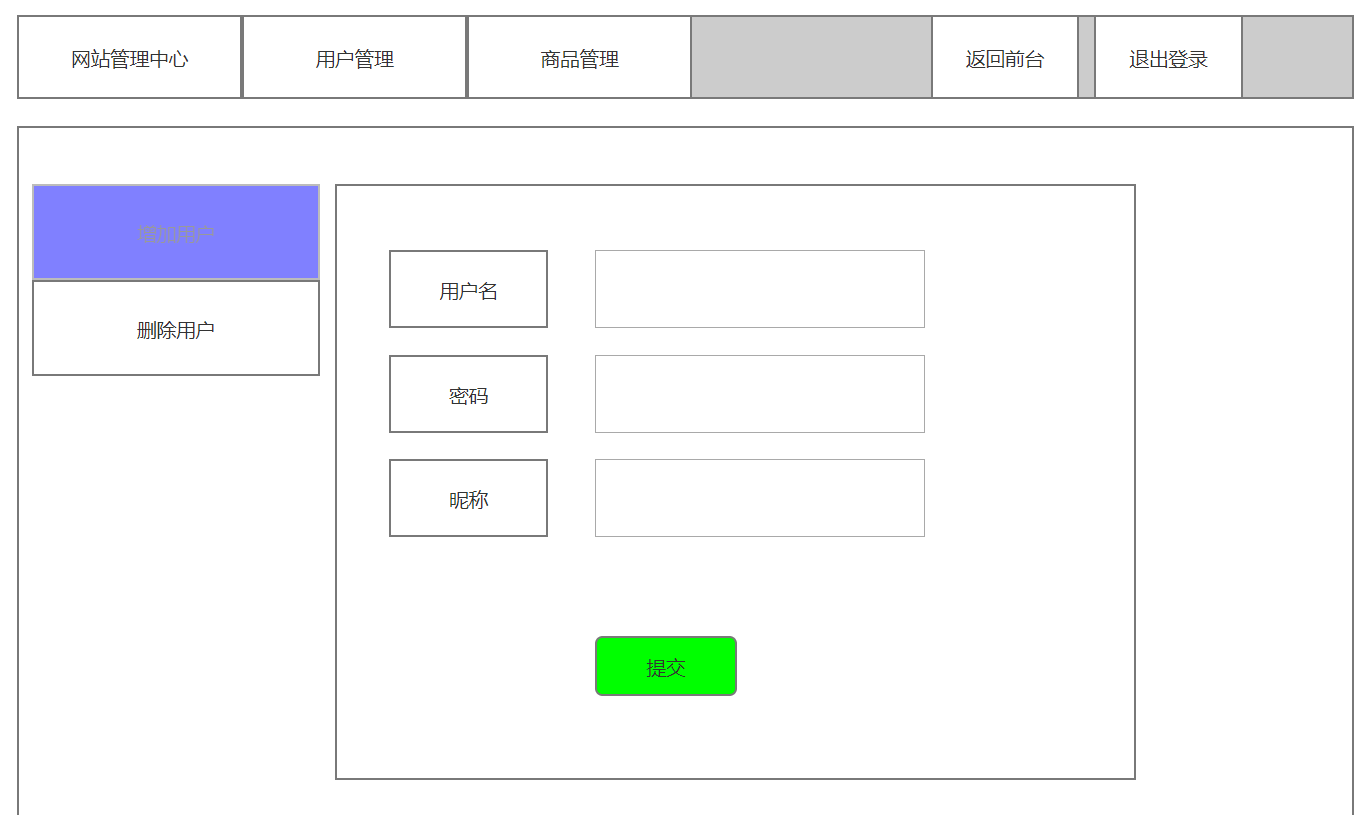 网站管理中心 用户管理 商品管理 返回前台 退出登录
增加用户
删除用户
用户名
密码
昵称
提交